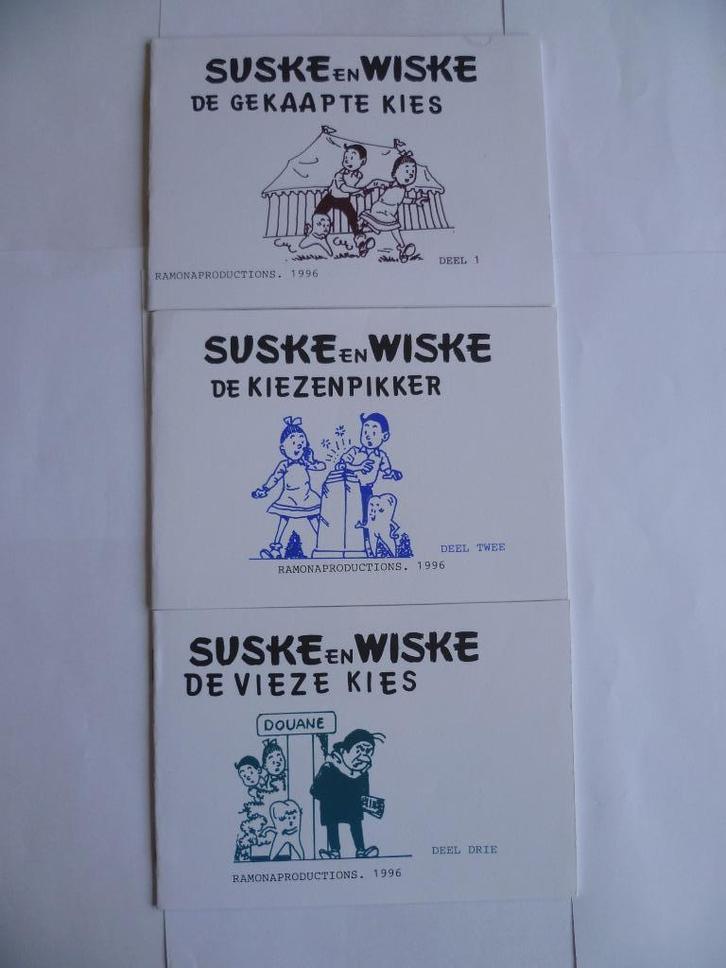 SUSKE EN WISKE
DE GEKAAPTE KIES
DEEL 1
RAMONAPRODUCTIONS. 1996
SUSKE EN WISKE
DE KIEZENPIKKER
DEEL TWEE
RAMONAPRODUCTIONS. 1996
SUSKE EN WISKE
DE VIEZE KIES
DOUANE
DEEL DRIE
RAMONAPRODUCTIONS. 1996